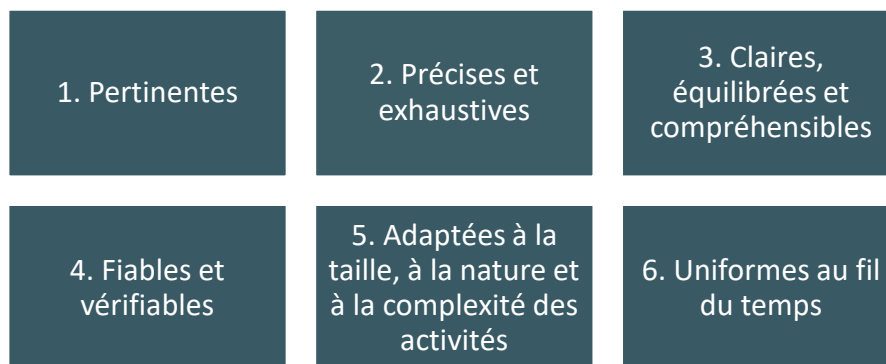 1. Pertinentes
2. Précises et
exhaustives
3. Claires,
équilibrées et
compréhensibles
4. Fiables et
vérifiables
5. Adaptées à la
taille, à la nature et
à la complexité des
activités
6. Uniformes au fil
du temps